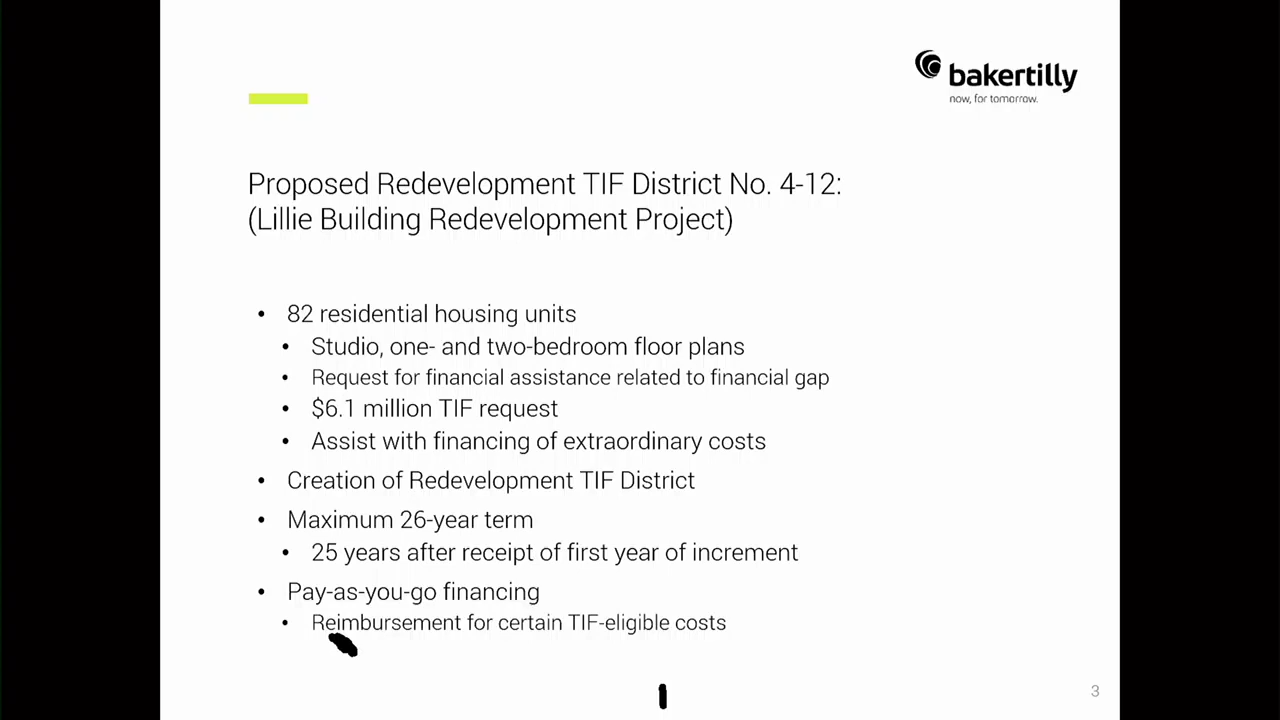 bakertilly
now, for tomorrow.
Proposed Redevelopment TIF District No. 4-12:
(Lillie Building Redevelopment Project)
• 82 residential housing units
• Studio, one- and two-bedroom floor plans
• Request for financial assistance related to financial gap
• $6.1 million TIF request
• Assist with financing of extraordinary costs
• Creation of Redevelopment TIF District
• Maximum 26-year term
• 25 years after receipt of first year of increment
• Pay-as-you-go financing
• Reimbursement for certain TIF-eligible costs
3